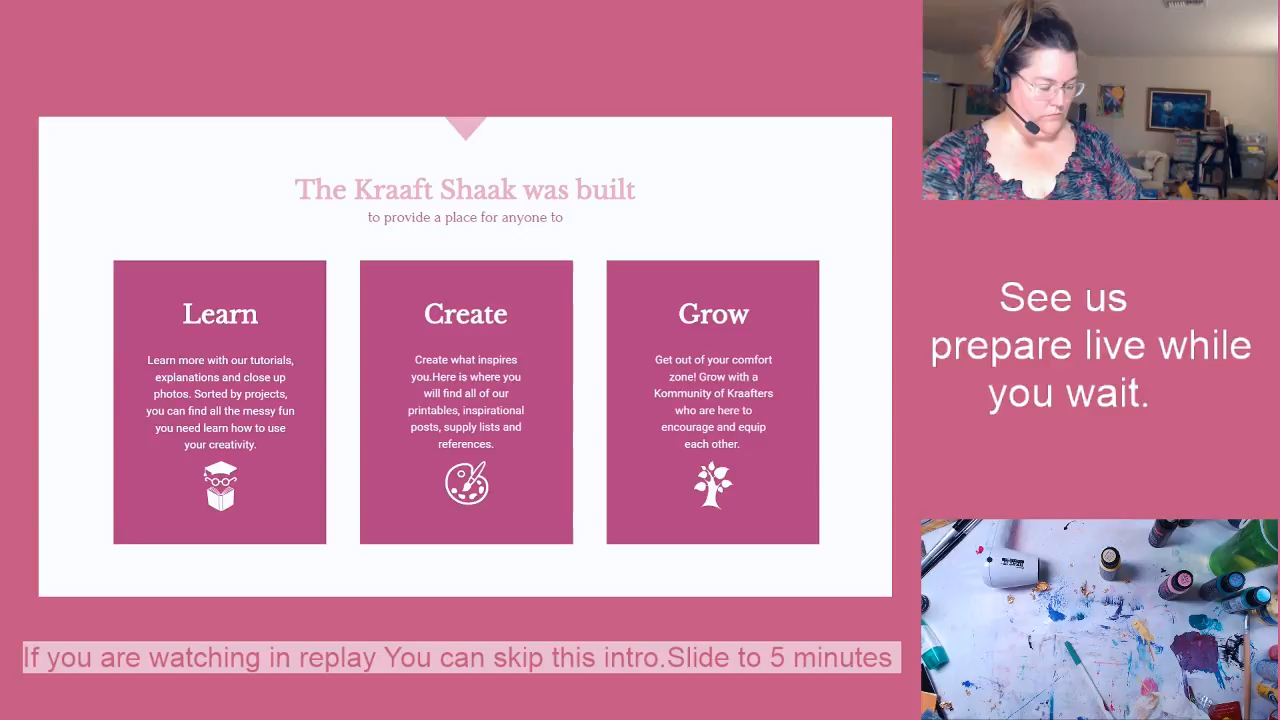 The Kraaft Shaak was built
to provide a place for anyone to
Learn
Learn more with our tutorials,
explanations and close up
photos. Sorted by projects,
you can find all the messy fun
you need learn how to use
your creativity.
Create
Create what inspires
you.Here is where you
will find all of our
printables, inspirational
posts, supply lists and
references.
Grow
Get out of your comfort
zone! Grow with a
Kommunity of Kraafters
who are here to
encourage and equip
each other.
See us
prepare live while
you wait.
If you are watching in replay You can skip this intro.Slide to 5 minutes